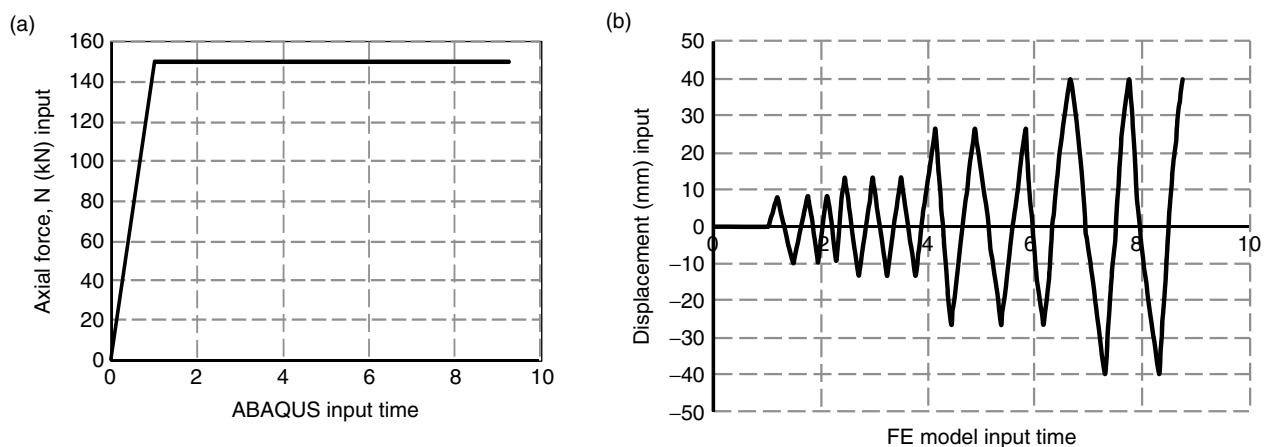 (a)
160
140
120
100
80
60
40
20
0
Axial force, N (kN) input
0 2 4 6 8 10
ABAQUS input time
(b)
50
40
30
20
10
0
−10
−20
−30
−40
−50
Displacement (mm) input
0 2 4 6 8 10
FE model input time